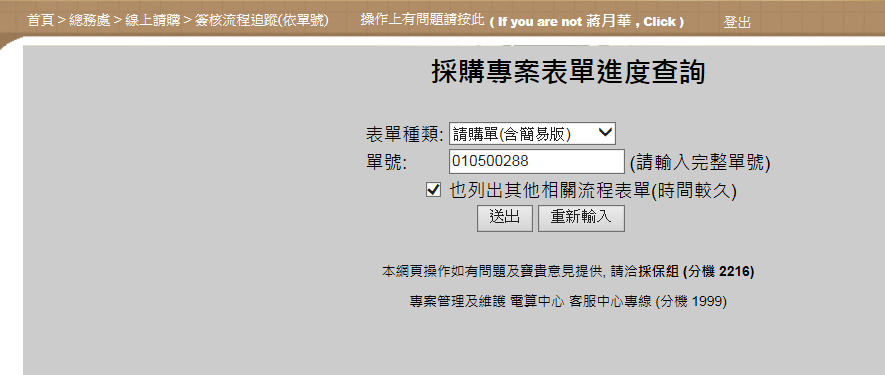 首頁 > 總務處 > 線上請購 > 簽核流程追蹤(依單號) 操作上有問題請按此 ( If you are not 蔣月華 , Click ) 登出
採購專案表單進度查詢
表單種類: 請購單(含簡易版)
單號: 010500288 (請輸入完整單號)
也列出其他相關流程表單(時間較久)
送出 重新輸入
本網頁操作如有問題及寶貴意見提供, 請洽採保組 (分機 2216)
專案管理及維護 電算中心 客服中心專線 (分機 1999)